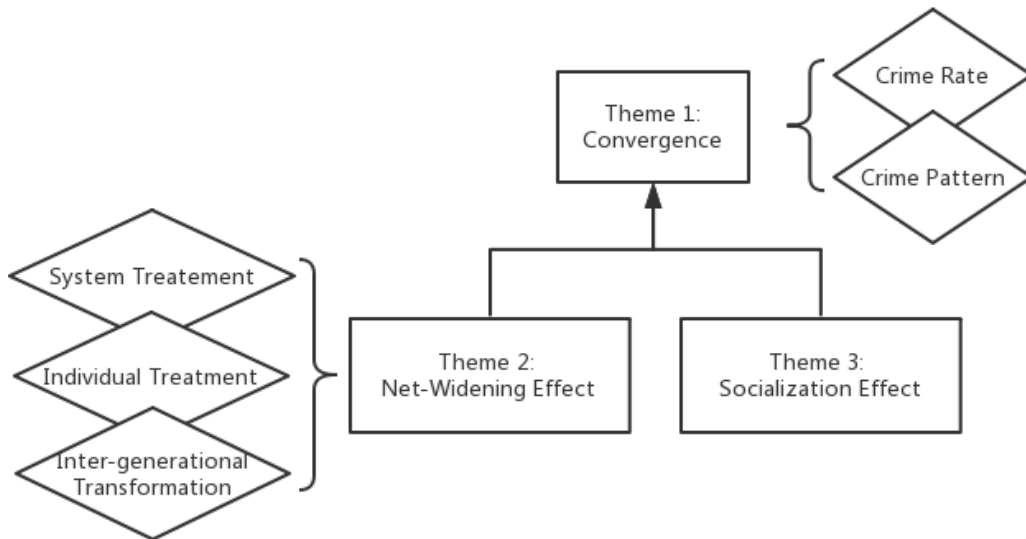 Crime Rate
Theme 1:
Convergence
Crime Pattern
System Treatement
Individual Treatment
Inter-generational
Transformation
Theme 2:
Net-Widening Effect
Theme 3:
Socialization Effect